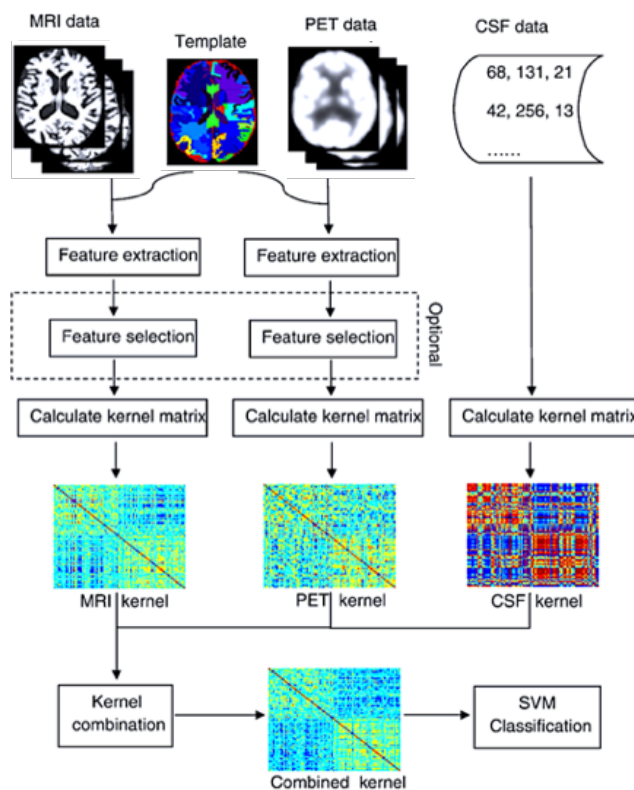 MRI data
Template
PET data
CSF data
68, 131, 21
42, 256, 13
......
Feature extraction
Feature extraction
Feature selection
Feature selection
Optional
Calculate kernel matrix
Calculate kernel matrix
Calculate kernel matrix
MRI kernel
PET kernel
CSF kernel
Kernel
combination
SVM
Classification
Combined kernel